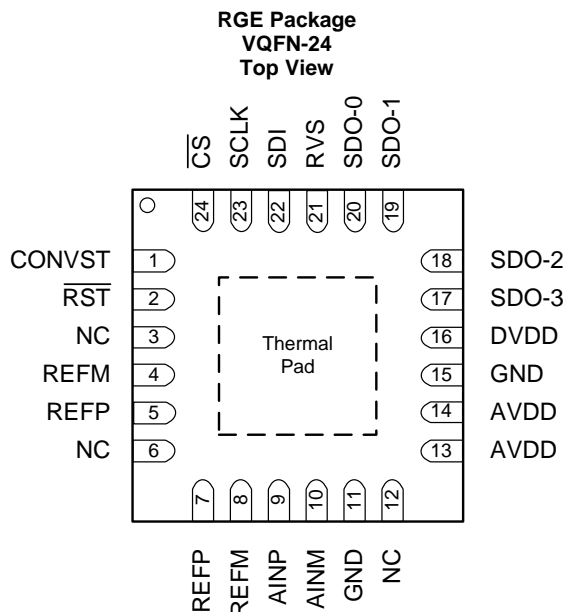 RGE Package
VQFN-24
Top View
CS
SCLK
SDI
RVS
SDO-0
SDO-1
24
23
22
21
20
19
CONVST 1
RST 2
NC 3
REFM 4
REFP 5
NC 6
18 SDO-2
17 SDO-3
16 DVDD
15 GND
14 AVDD
13 AVDD
Thermal
Pad
7
8
9
10
11
12
REFP
REFM
AINP
AINM
GND
NC